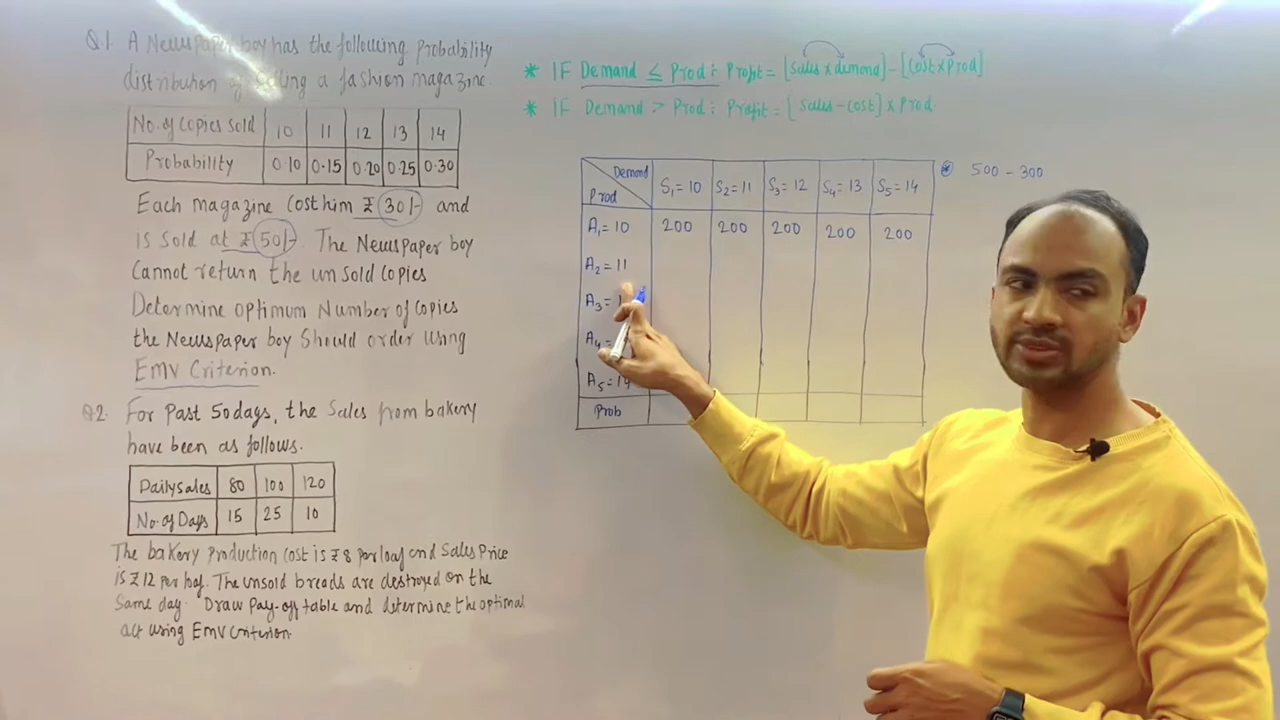 Q.1. A Newspaper boy has the following probability
distribution of selling a fashion magazine.
No. of Copies Sold 10 11 12 13 14
Probability 0.10 0.15 0.20 0.25 0.30
Each magazine Cost him ₹ 30/- and
is Sold at ₹ 50/-. The Newspaper boy
Cannot return the unsold Copies
Determine Optimum Number of Copies
the Newspaper boy Should order Using
EMV Criterion.
Q2. For Past 50 days, the Sales from bakery
have been as follows.
Daily Sales 80 100 120
No. of Days 15 25 10
The bakery Production Cost is ₹ 8 per loaf and Sales Price
is ₹ 12 Per loaf. The unsold breads are destroyed on the
Same day. Draw Pay-off table and determine the optimal
act using EMV Criterion.
* IF Demand ≤ Prod : Profit = [Sales × demand] - [Cost × Prod]
* IF Demand > Prod : Profit = [Sales - Cost] × Prod.
Demand
Prod
S₁ = 10 S₂ = 11 S₃ = 12 S₄ = 13 S₅ = 14
A₁ = 10 200 200 200 200 200
A₂ = 11
A₃ =
A₄ =
A₅ = 14
Prob
* 500 - 300